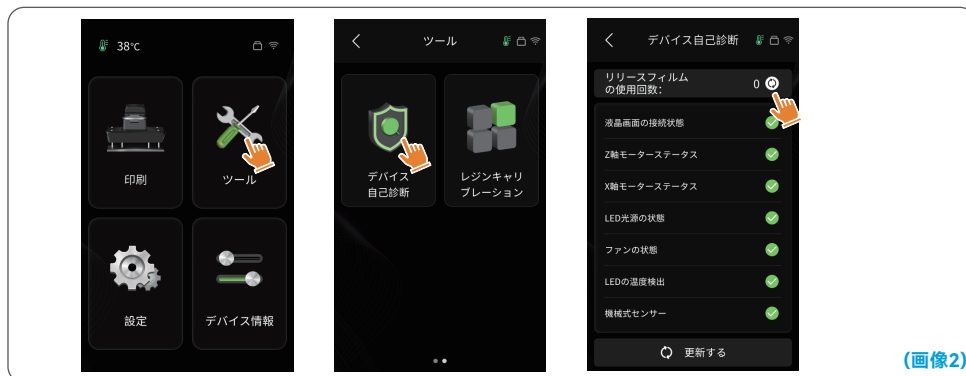 38℃
印刷
ツール
設定
デバイス情報
ツール
デバイス
自己診断
レジンキャリ
ブレーション
デバイス自己診断
リリースフィルム
の使用回数：
0
液晶画面の接続状態
Z軸モーターステータス
X軸モーターステータス
LED光源の状態
ファンの状態
LEDの温度検出
機械式センサー
更新する
(画像2)